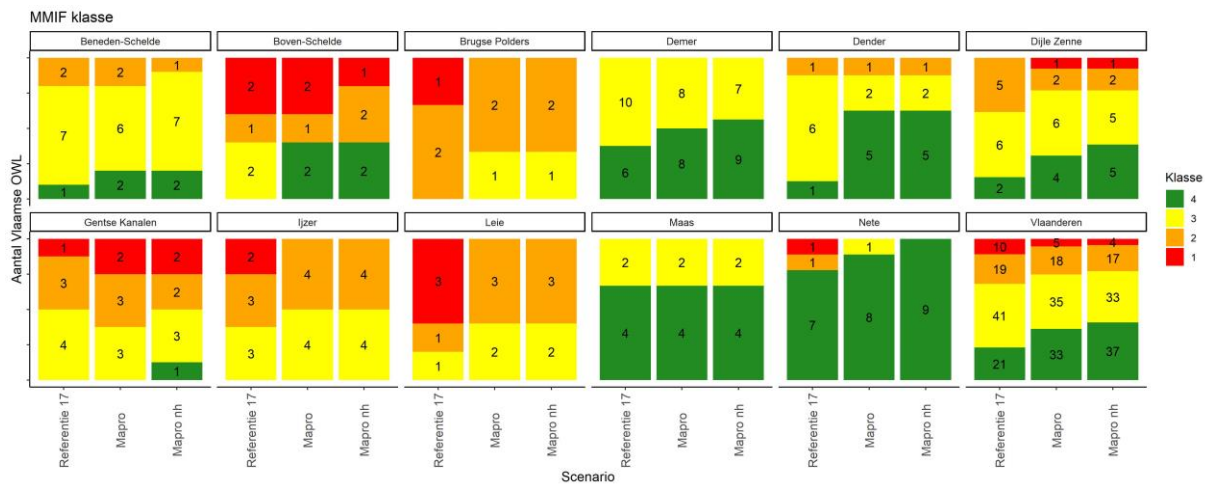 MMIF klasse
Beneden-Schelde Boven-Schelde Brugse Polders Demer Dender Dijle Zenne
2 2 1
7 6 7
1 2 2
2 2 1
1 1 2
2 2 2
1
2 2 2
1 1
10 8 7
6 8 9
1 1 1
6 2 2
1 5 5
1 1
5 2 2
6 6 5
2 4 5
Gentse Kanalen Ijzer Leie Maas Nete Vlaanderen
1 2 2
3 3 2
4 3 3
1
2
3 4 4
3 4 4
3
1 3 3
1 2 2
2 2 2
4 4 4
1 1
1
7 8 9
10 5 4
19 18 17
41 35 33
21 33 37
Referentie 17 Mapro Mapro nh Referentie 17 Mapro Mapro nh Referentie 17 Mapro Mapro nh Referentie 17 Mapro Mapro nh Referentie 17 Mapro Mapro nh Referentie 17 Mapro Mapro nh
Scenario
Aantal Vlaamse OWL
Klasse
4
3
2
1